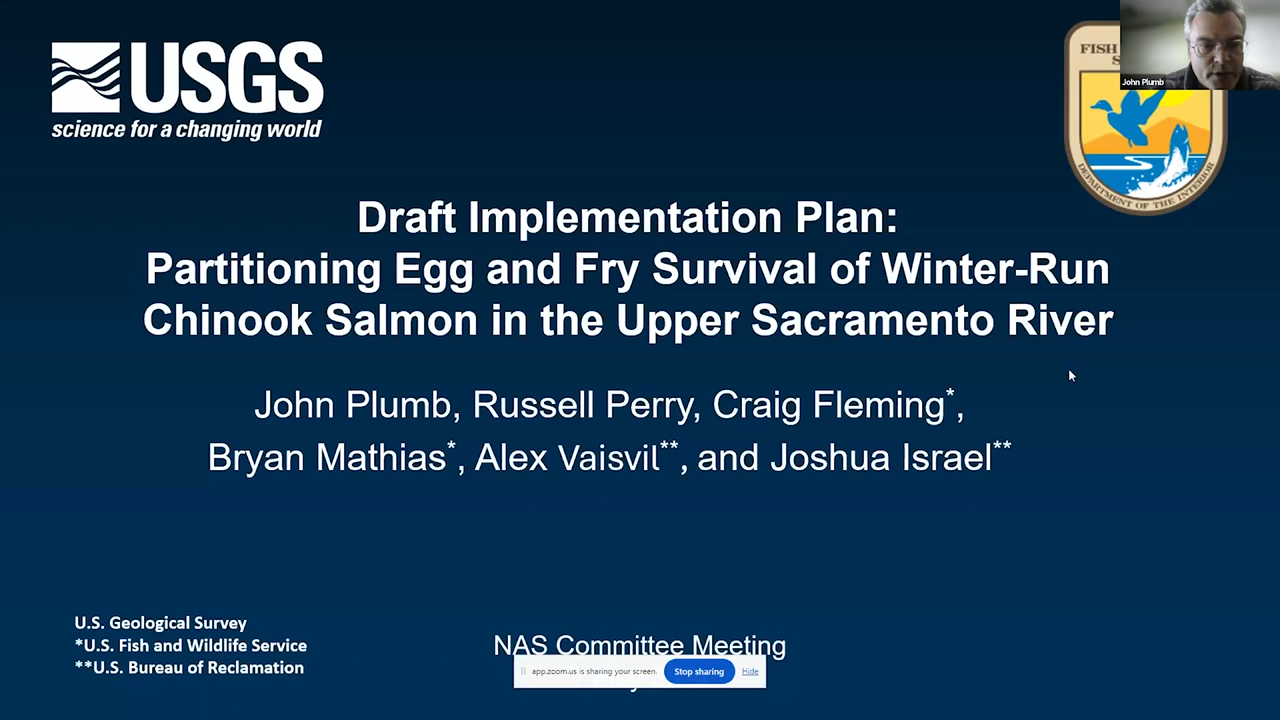 USGS
science for a changing world
FISH
S
John Plumb
DEPARTMENT OF THE INTERIOR
Draft Implementation Plan:
Partitioning Egg and Fry Survival of Winter-Run
Chinook Salmon in the Upper Sacramento River
John Plumb, Russell Perry, Craig Fleming*,
Bryan Mathias*, Alex Vaisvil**, and Joshua Israel**
U.S. Geological Survey
*U.S. Fish and Wildlife Service
**U.S. Bureau of Reclamation
NAS Committee Meeting
app.zoom.us is sharing your screen.
Stop sharing
Hide